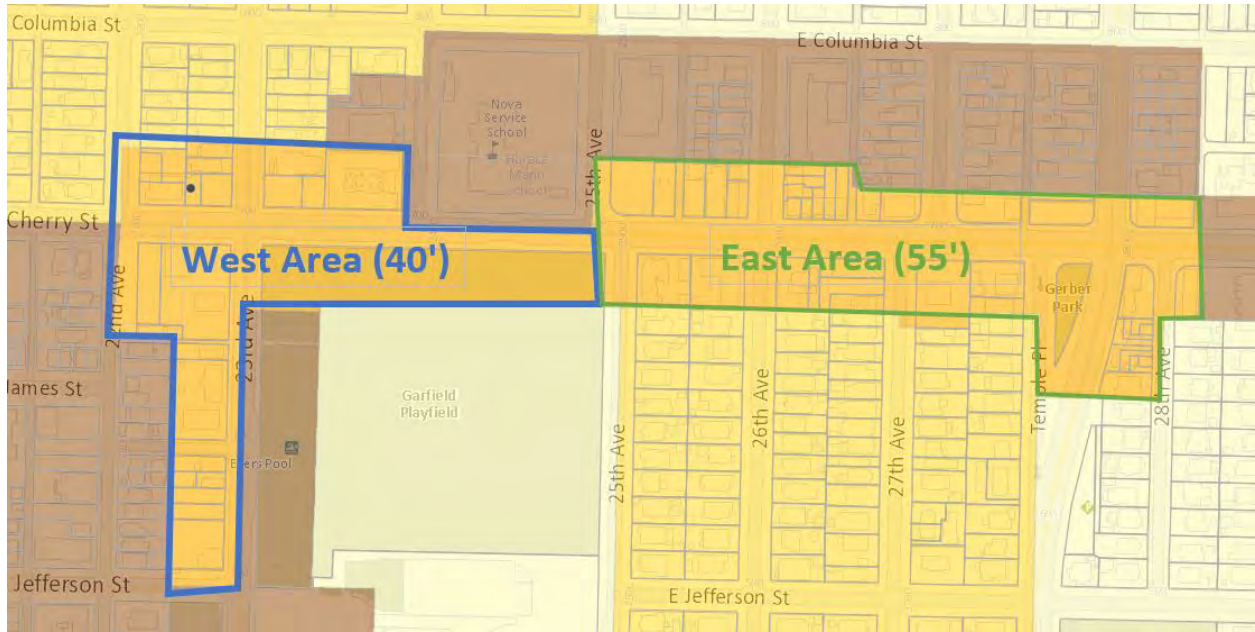 Columbia St
E Columbia St
Nova
Service
School
Horace
Mann
School
25th Ave
Cherry St
West Area (40')
East Area (55')
22nd Ave
23rd Ave
Gerber
Park
James St
Garfield
Playfield
Temple Pl
28th Ave
26th Ave
27th Ave
25th Ave
Evers Pool
Jefferson St
E Jefferson St